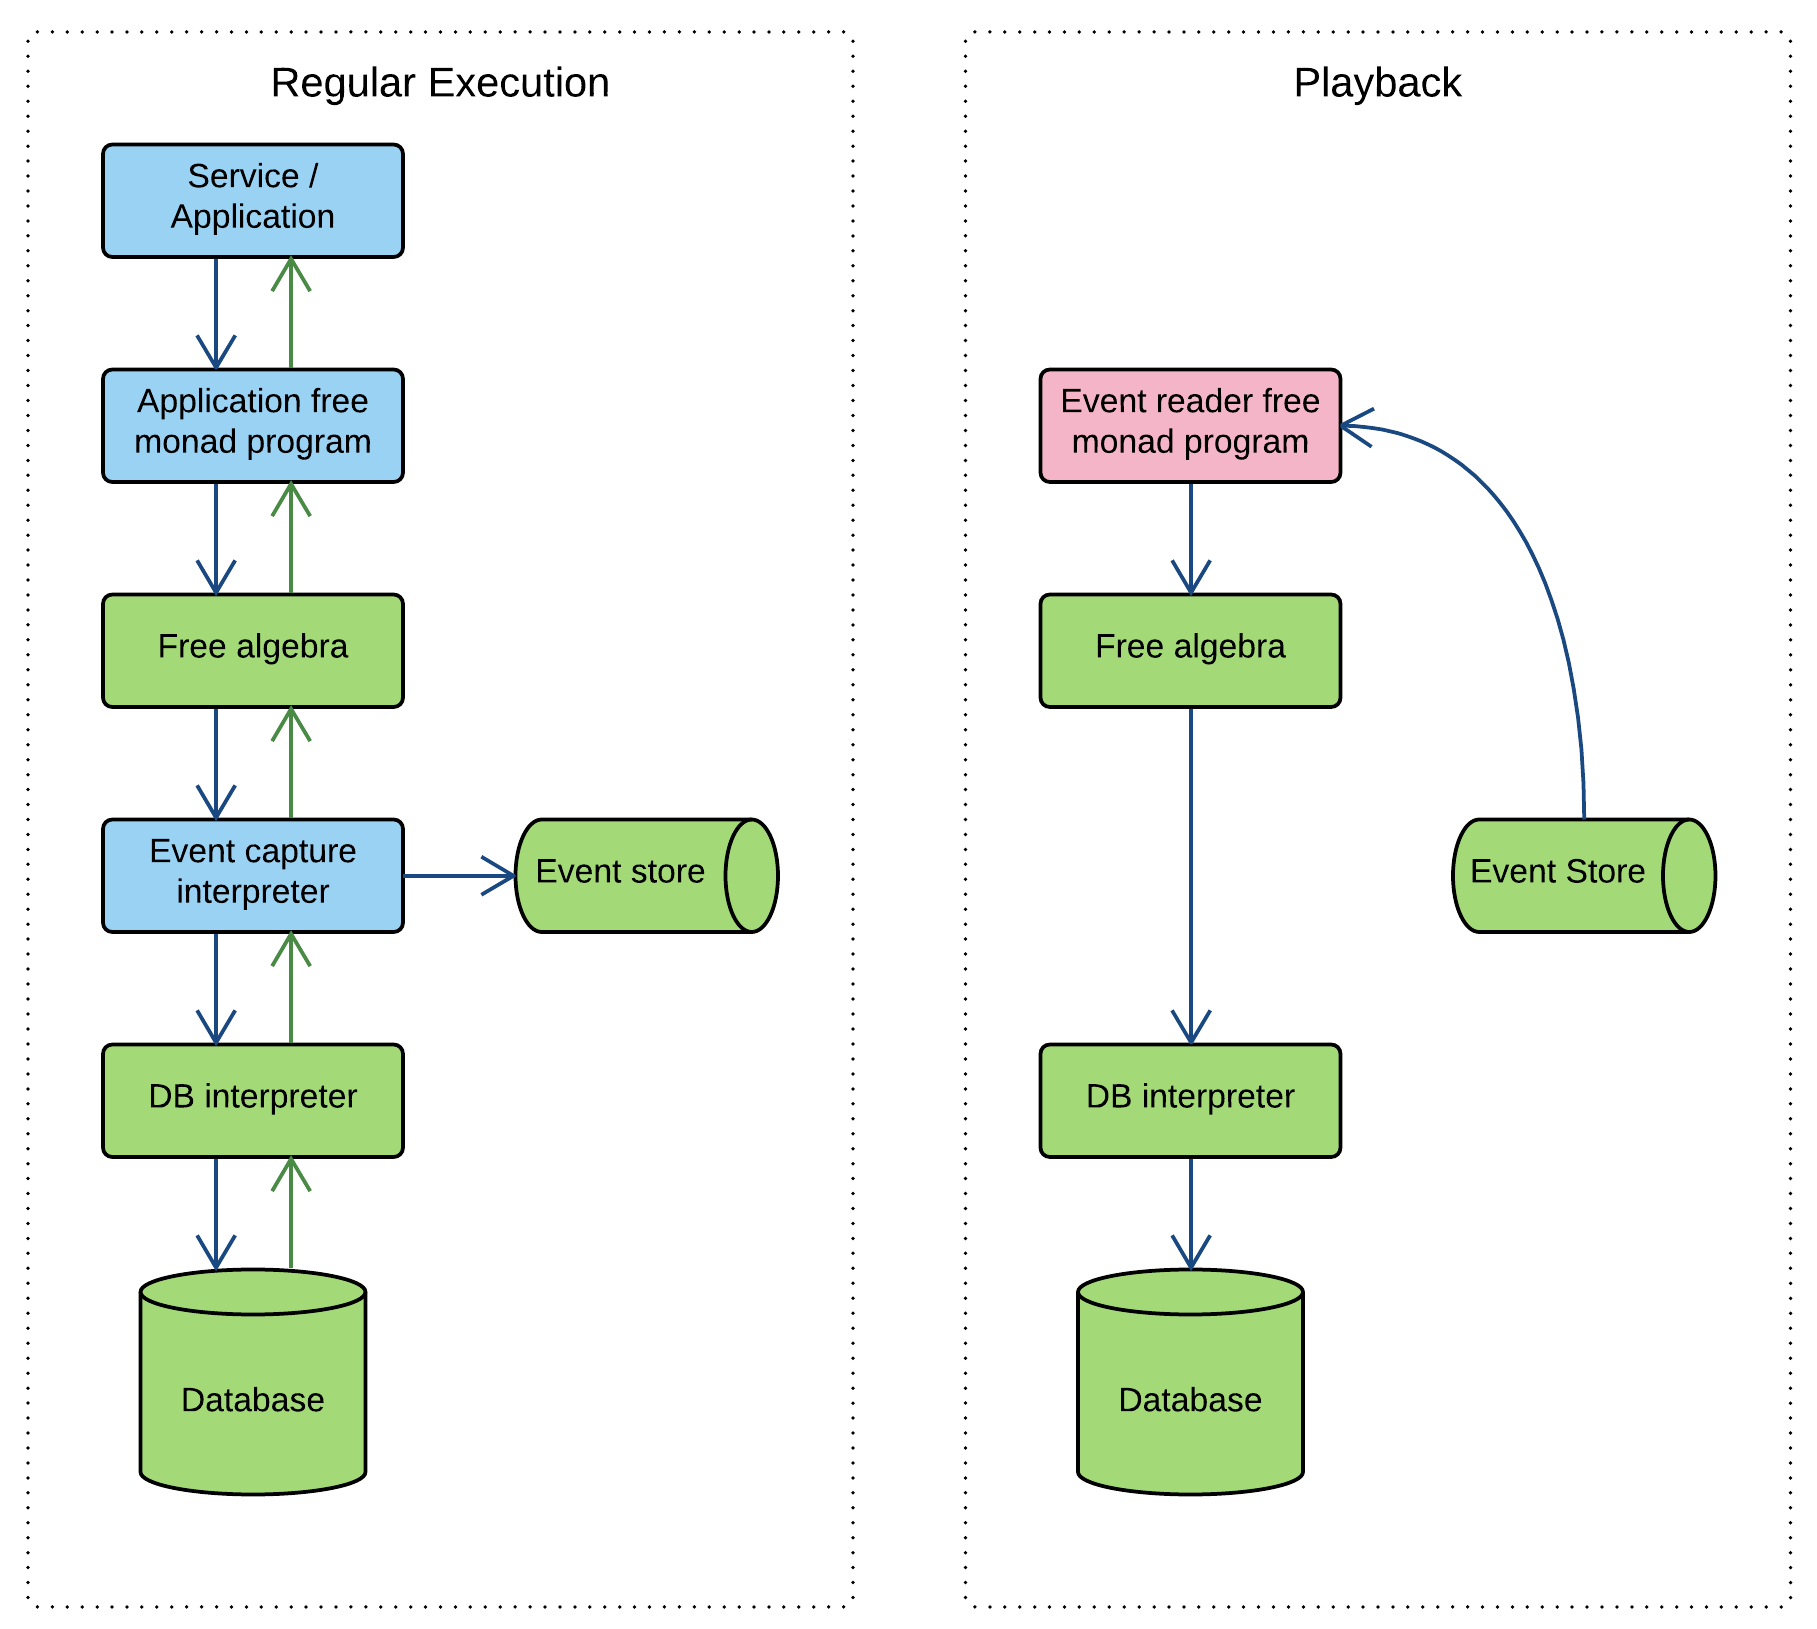 Regular Execution
Service /
Application
Application free
monad program
Free algebra
Event capture
interpreter
Event store
DB interpreter
Database
Playback
Event reader free
monad program
Free algebra
Event Store
DB interpreter
Database